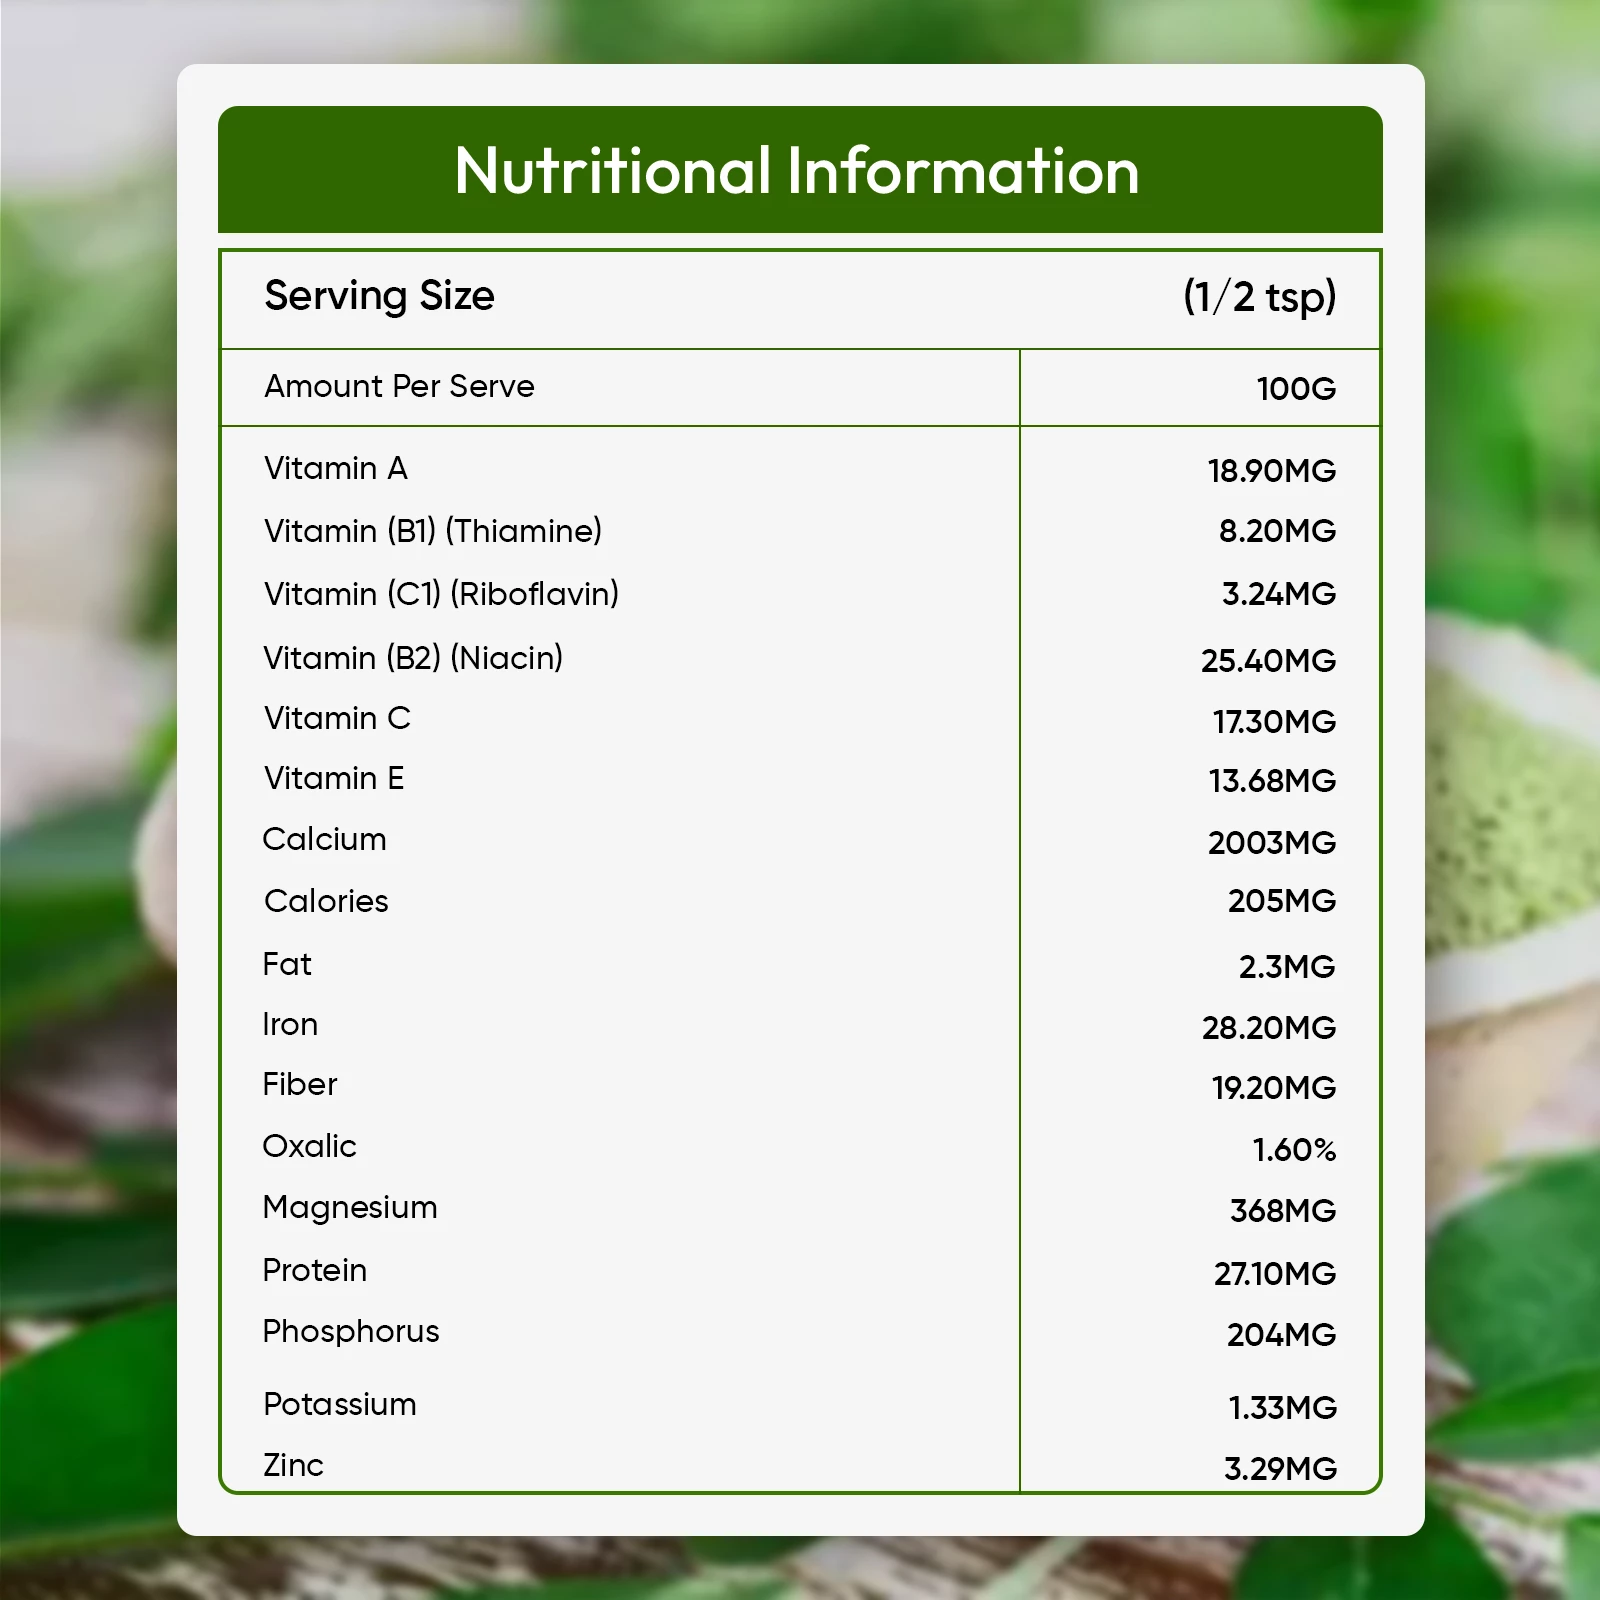 Nutritional Information
Serving Size (1/2 tsp)
Amount Per Serve 100G
Vitamin A 18.90MG
Vitamin (B1) (Thiamine) 8.20MG
Vitamin (C1) (Riboflavin) 3.24MG
Vitamin (B2) (Niacin) 25.40MG
Vitamin C 17.30MG
Vitamin E 13.68MG
Calcium 2003MG
Calories 205MG
Fat 2.3MG
Iron 28.20MG
Fiber 19.20MG
Oxalic 1.60%
Magnesium 368MG
Protein 27.10MG
Phosphorus 204MG
Potassium 1.33MG
Zinc 3.29MG